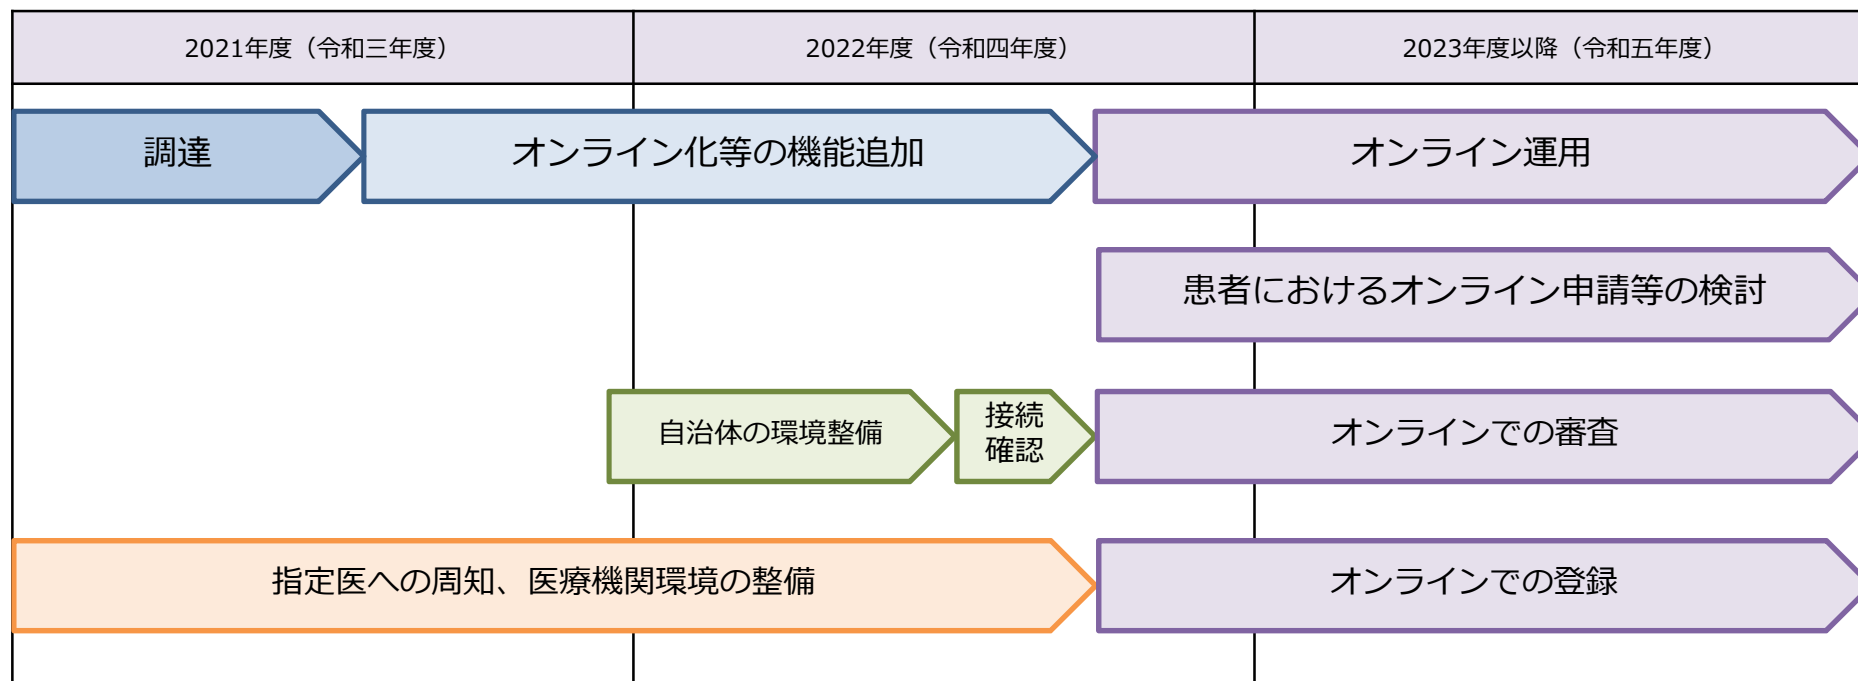 2021年度（令和三年度）
2022年度（令和四年度）
2023年度以降（令和五年度）
調達
オンライン化等の機能追加
オンライン運用
患者におけるオンライン申請等の検討
自治体の環境整備
接続
確認
オンラインでの審査
指定医への周知、医療機関環境の整備
オンラインでの登録